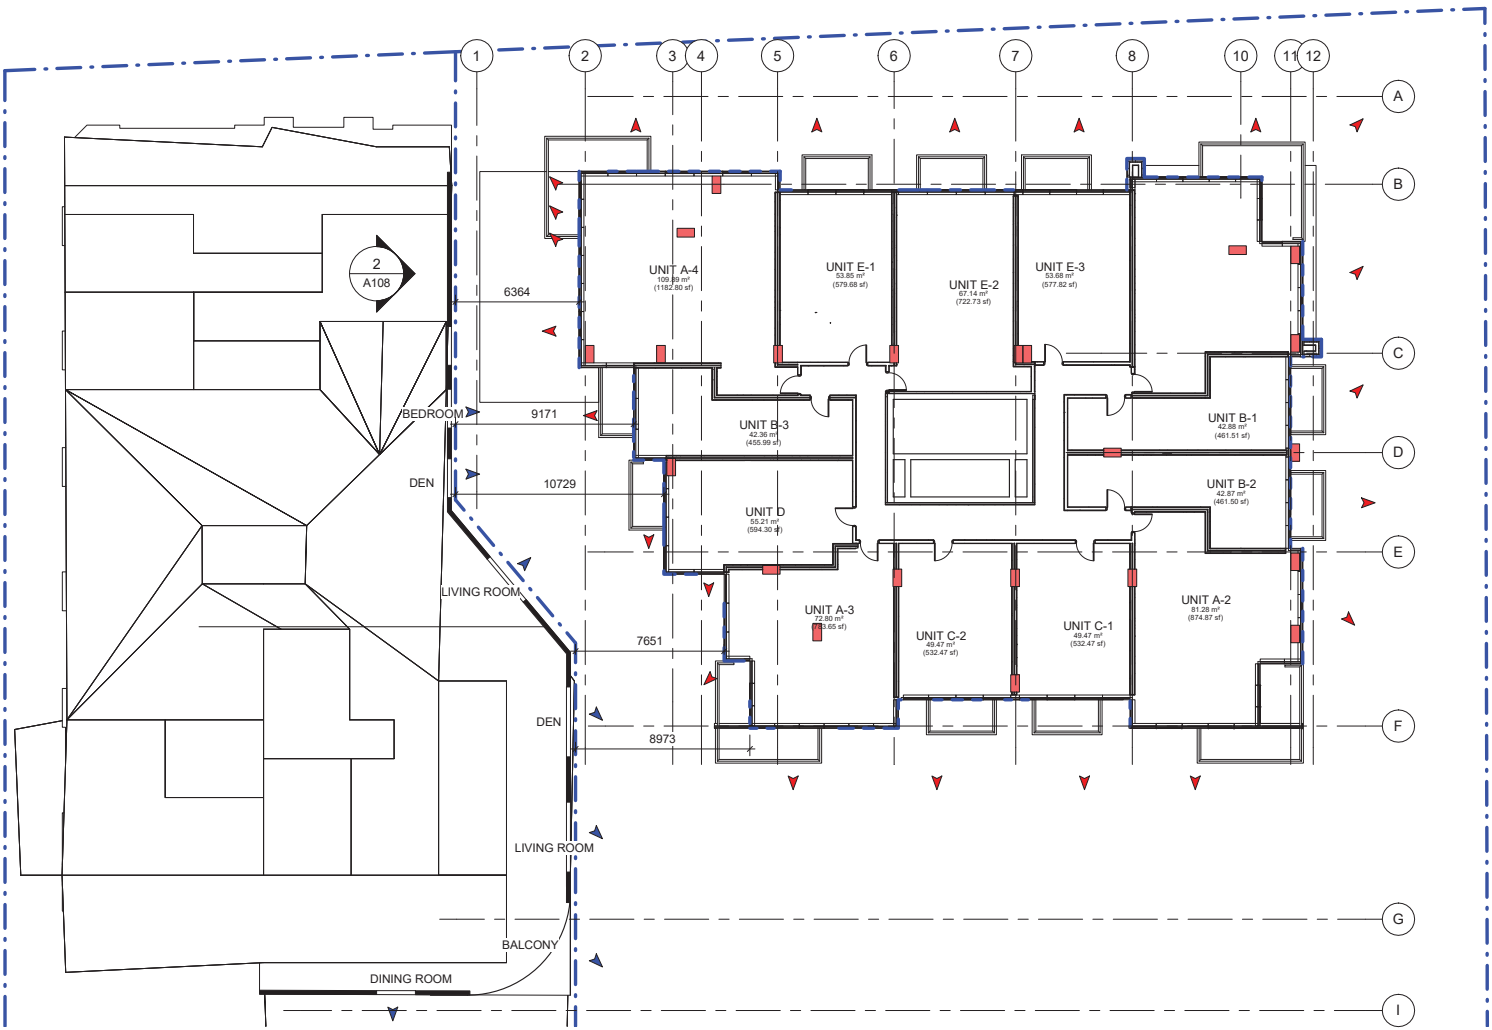 1 2 3 4 5 6 7 8 10 11 12
A
B
C
D
E
F
G
I
2
A108
6364
9171
10729
7651
8973
BEDROOM
DEN
LIVING ROOM
DEN
LIVING ROOM
BALCONY
DINING ROOM
UNIT A-4
109.89 m²
(1182.80 sf)
UNIT E-1
53.85 m²
(579.68 sf)
UNIT E-2
67.14 m²
(722.73 sf)
UNIT E-3
53.68 m²
(577.82 sf)
UNIT B-3
42.36 m²
(455.99 sf)
UNIT B-1
42.88 m²
(461.51 sf)
UNIT D
55.21 m²
(594.30 sf)
UNIT B-2
42.87 m²
(461.50 sf)
UNIT A-3
72.80 m²
(783.65 sf)
UNIT C-2
49.47 m²
(532.47 sf)
UNIT C-1
49.47 m²
(532.47 sf)
UNIT A-2
81.28 m²
(874.87 sf)